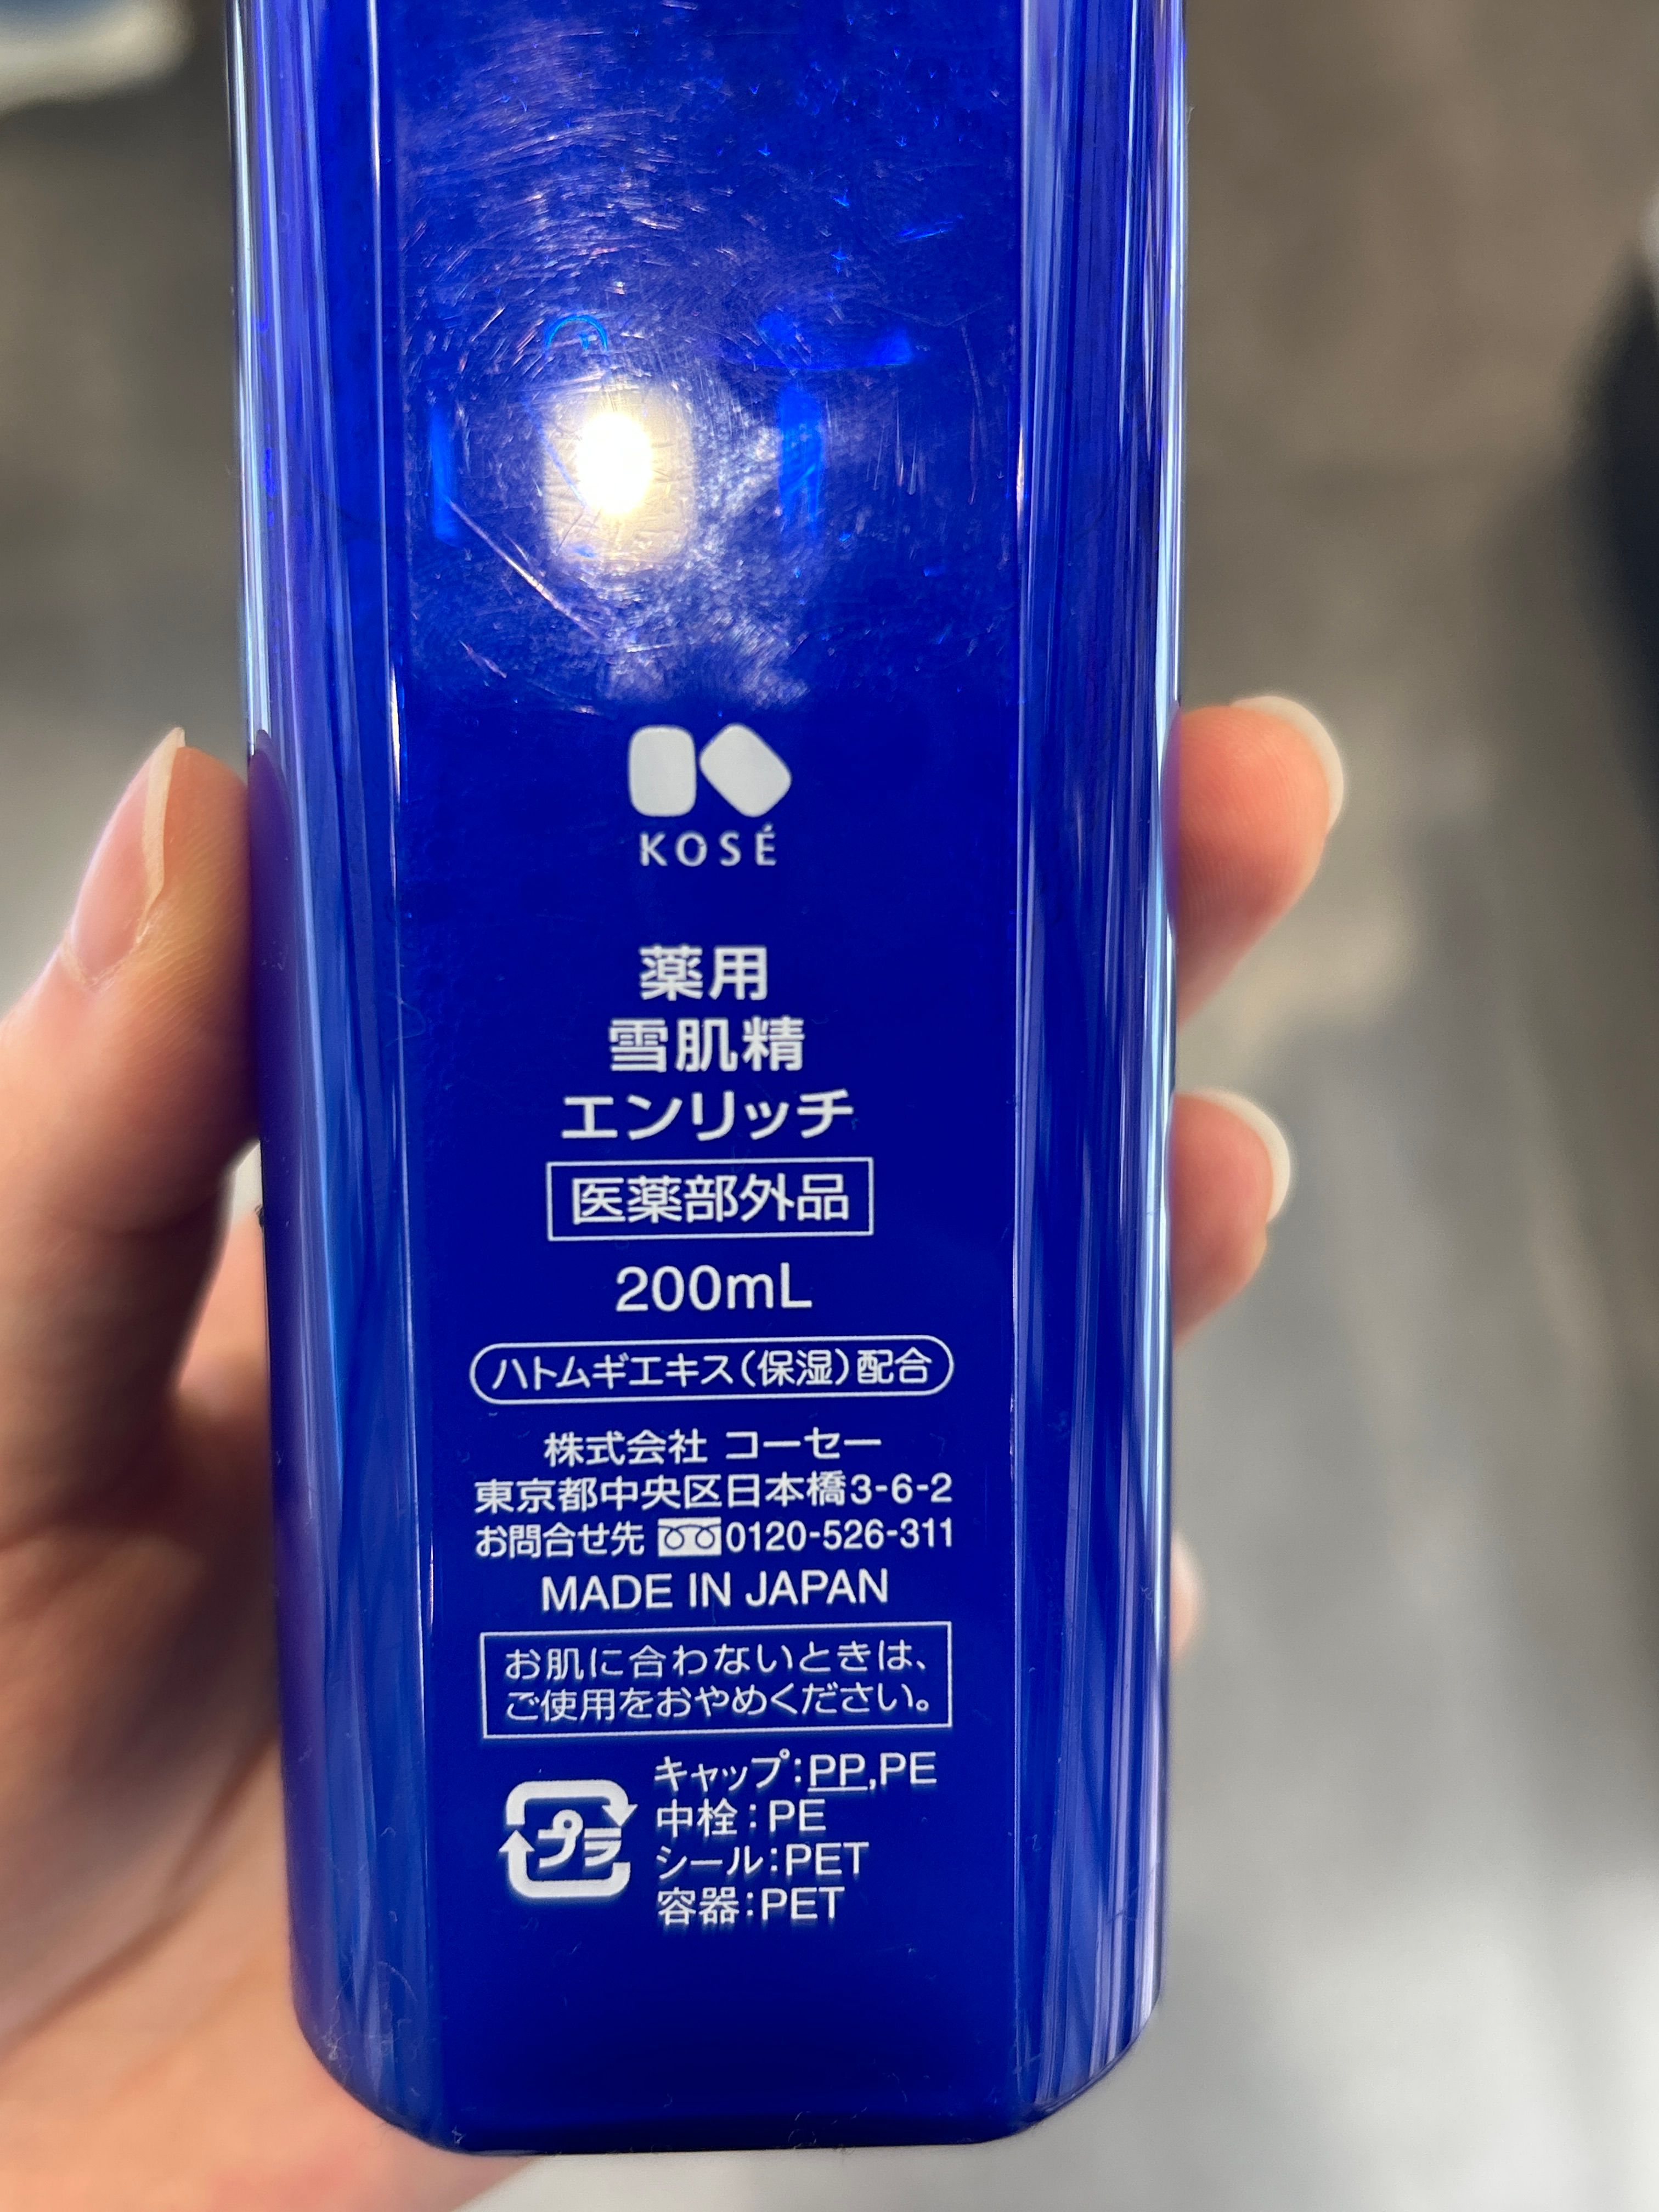 KOSÉ
薬用
雪肌精
エンリッチ
医薬部外品
200mL
ハトムギエキス(保湿)配合
株式会社 コーセー
東京都中央区日本橋3-6-2
お問合せ先 0120-526-311
MADE IN JAPAN
お肌に合わないときは、
ご使用をおやめください。
プラ
キャップ:PP,PE
中栓:PE
シール:PET
容器:PET